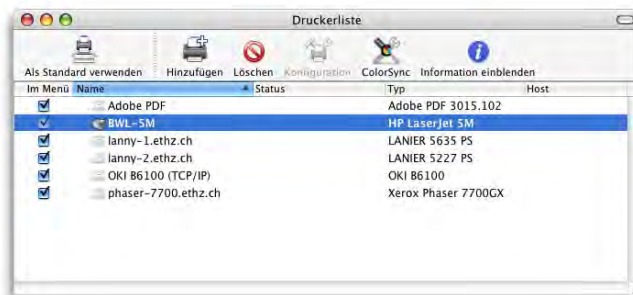 Druckerliste
Als Standard verwenden Hinzufügen Löschen Konfiguration ColorSync Information einblenden
Im Menü Name Status Typ Host
Adobe PDF Adobe PDF 3015.102
BWL-5M HP LaserJet 5M
lanny-1.ethz.ch LANIER 5635 PS
lanny-2.ethz.ch LANIER 5227 PS
OKI B6100 (TCP/IP) OKI B6100
phaser-7700.ethz.ch Xerox Phaser 7700GX